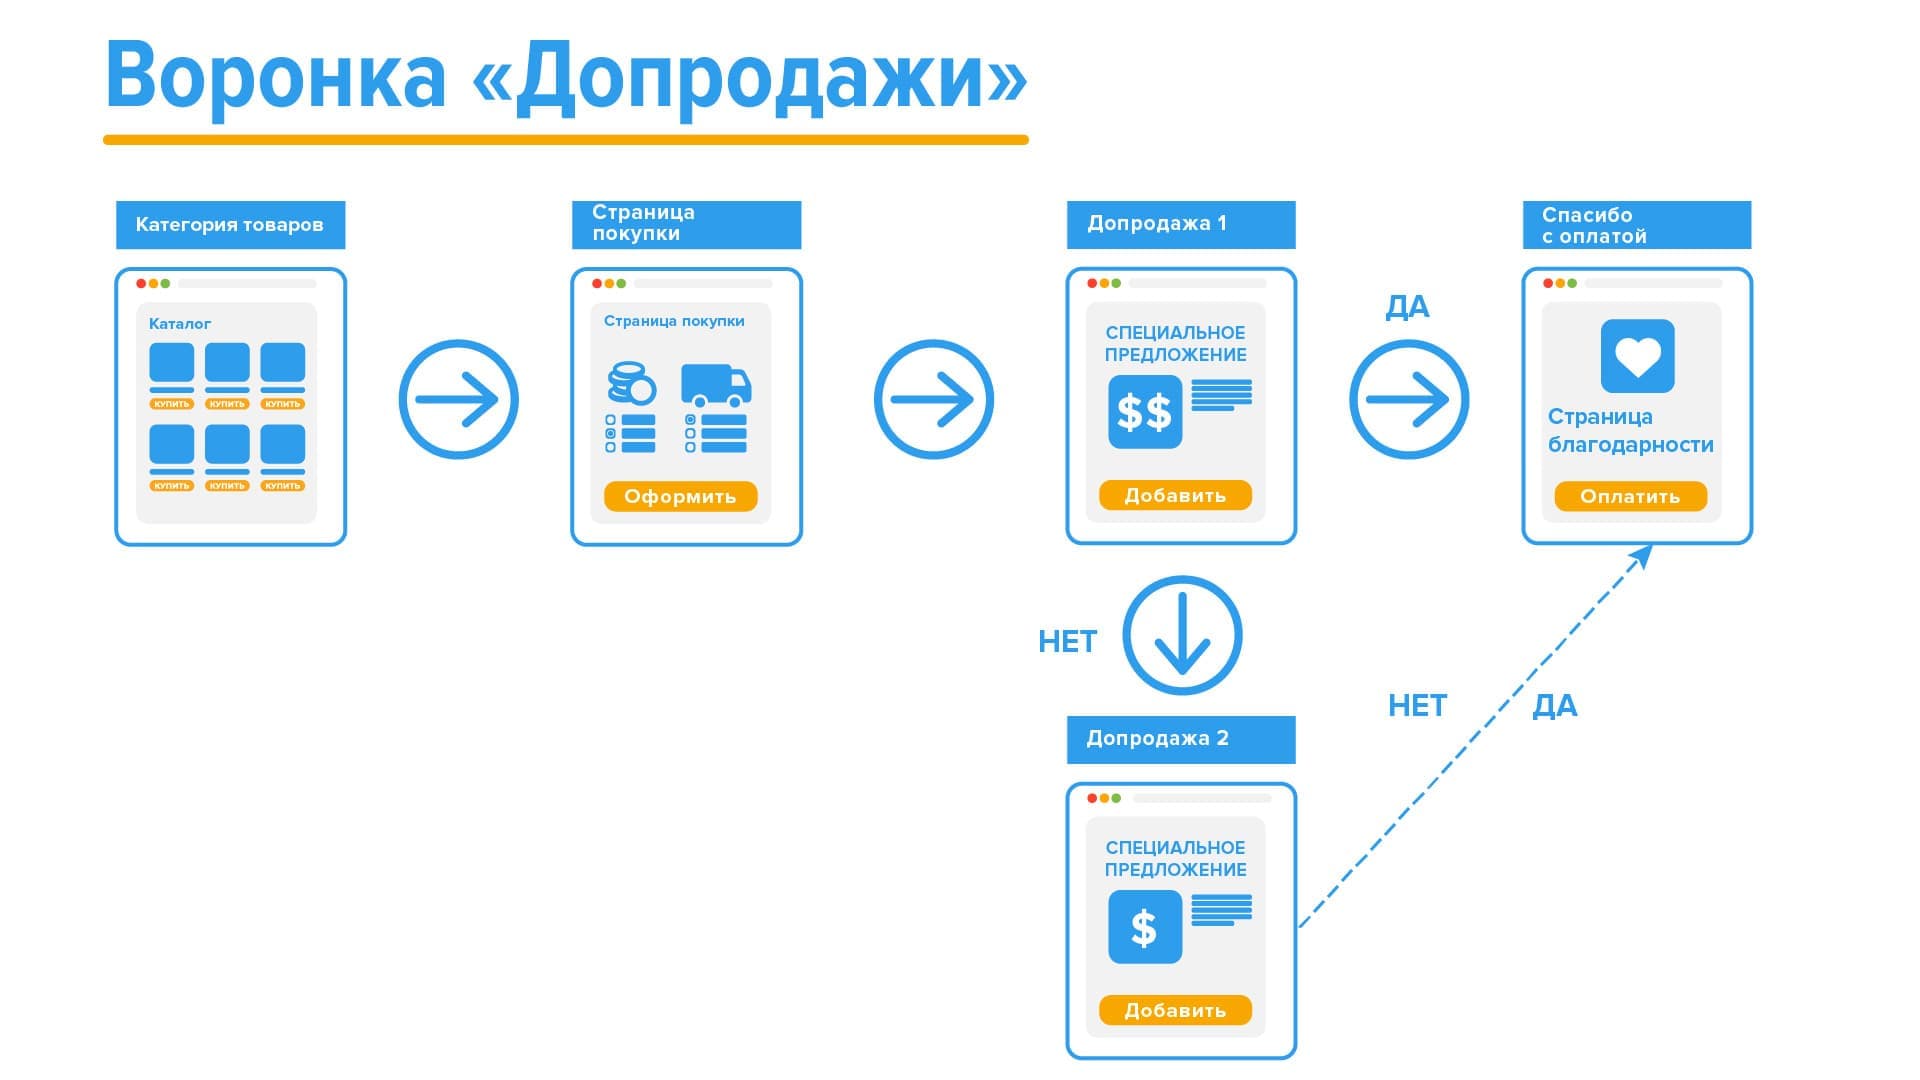 Воронка «Допродажи»
Категория товаров
Каталог
КУПИТЬ КУПИТЬ КУПИТЬ
КУПИТЬ КУПИТЬ КУПИТЬ
Страница
покупки
Страница покупки
Оформить
Допродажа 1
СПЕЦИАЛЬНОЕ
ПРЕДЛОЖЕНИЕ
$$
Добавить
ДА
Спасибо
с оплатой
Страница
благодарности
Оплатить
НЕТ
Допродажа 2
СПЕЦИАЛЬНОЕ
ПРЕДЛОЖЕНИЕ
$
Добавить
НЕТ ДА